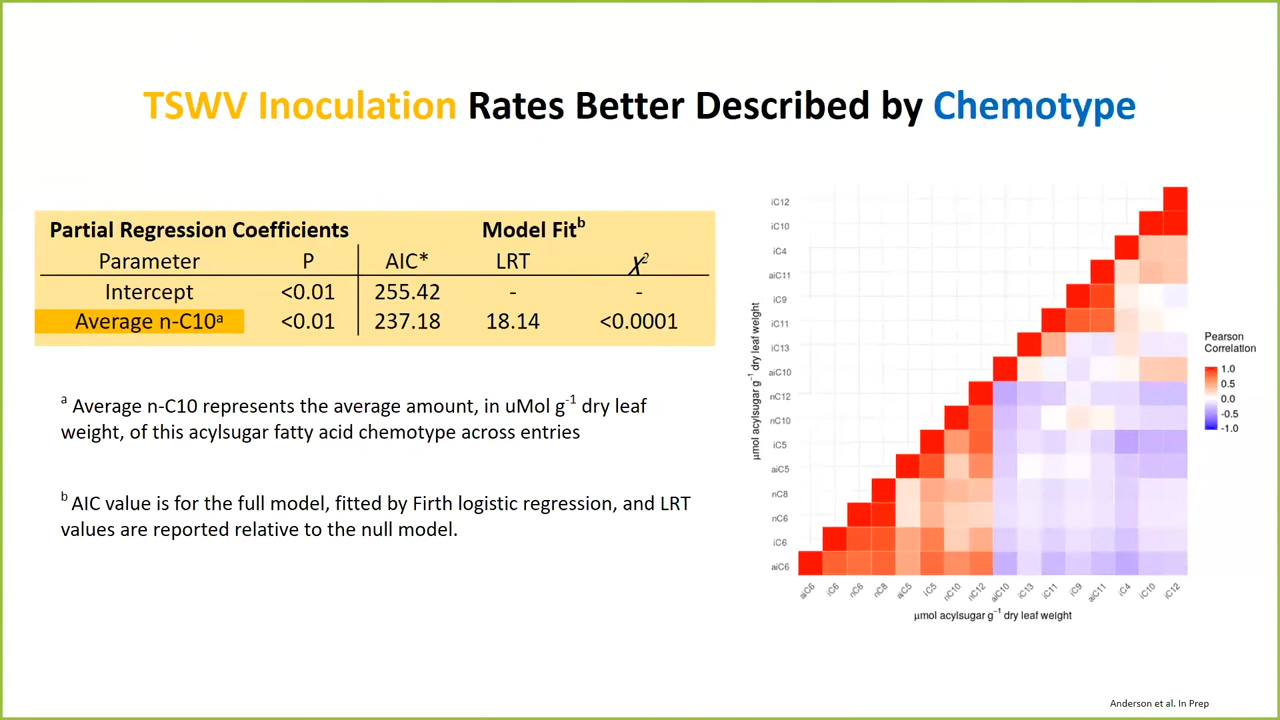 TSWV Inoculation Rates Better Described by Chemotype
Partial Regression Coefficients Model Fitᵇ
Parameter P AIC* LRT χ²
Intercept <0.01 255.42 - -
Average n-C10ᵃ <0.01 237.18 18.14 <0.0001
ᵃ Average n-C10 represents the average amount, in uMol g⁻¹ dry leaf
weight, of this acylsugar fatty acid chemotype across entries
ᵇ AIC value is for the full model, fitted by Firth logistic regression, and LRT
values are reported relative to the null model.
µmol acylsugar g⁻¹ dry leaf weight
iC12
iC10
iC4
aiC11
iC9
iC11
iC13
aiC10
nC12
nC10
iC5
aiC5
nC8
nC6
iC6
aiC6
aiC6 iC6 nC6 nC8 aiC5 iC5 nC10 nC12 aiC10 iC13 iC11 iC9 aiC11 iC4 iC10 iC12
µmol acylsugar g⁻¹ dry leaf weight
Pearson
Correlation
1.0
0.5
0.0
-0.5
-1.0
Anderson et al. In Prep